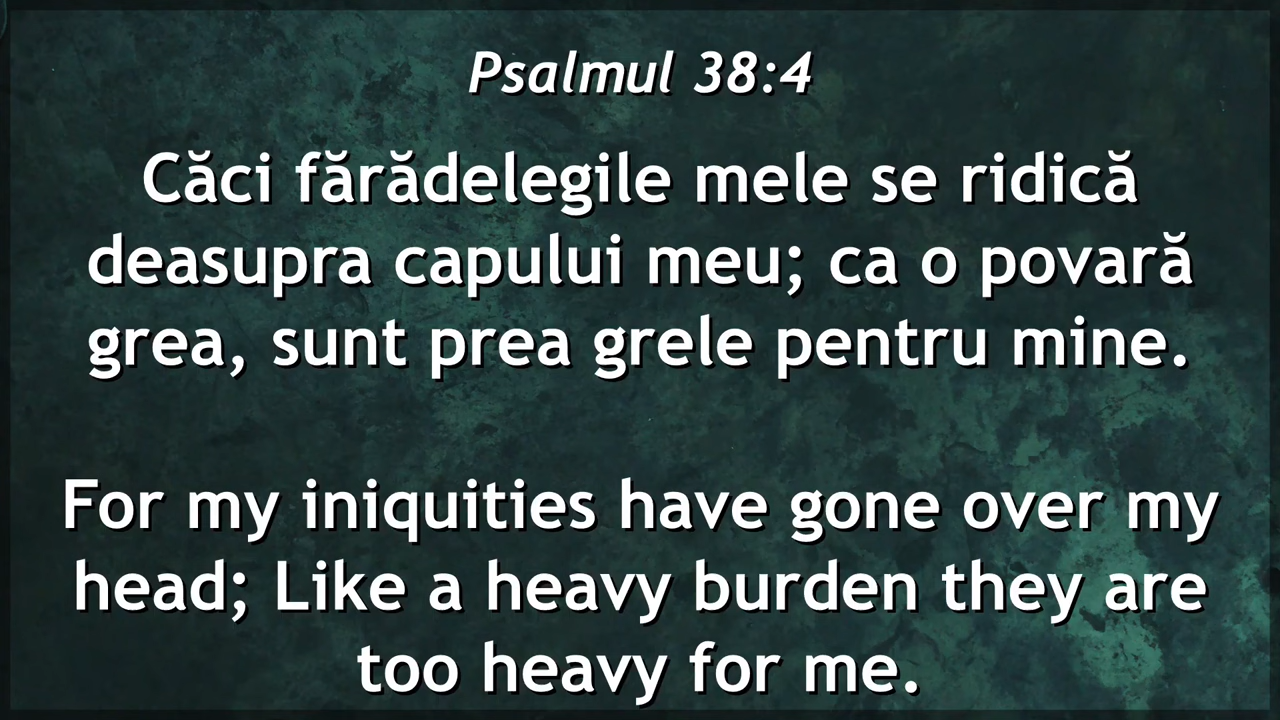 Psalmul 38:4
Căci fărădelegile mele se ridică
deasupra capului meu; ca o povară
grea, sunt prea grele pentru mine.
For my iniquities have gone over my
head; Like a heavy burden they are
too heavy for me.